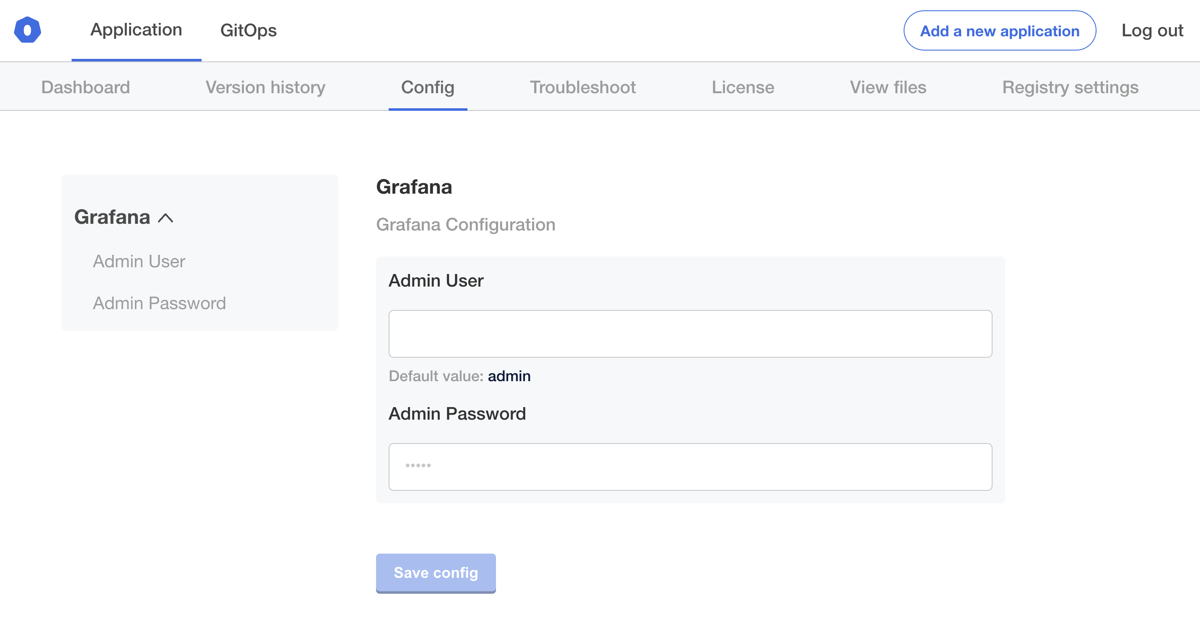 Application GitOps Add a new application Log out
Dashboard Version history Config Troubleshoot License View files Registry settings
Grafana
Admin User
Admin Password
Grafana
Grafana Configuration
Admin User
Default value: admin
Admin Password
•••••
Save config